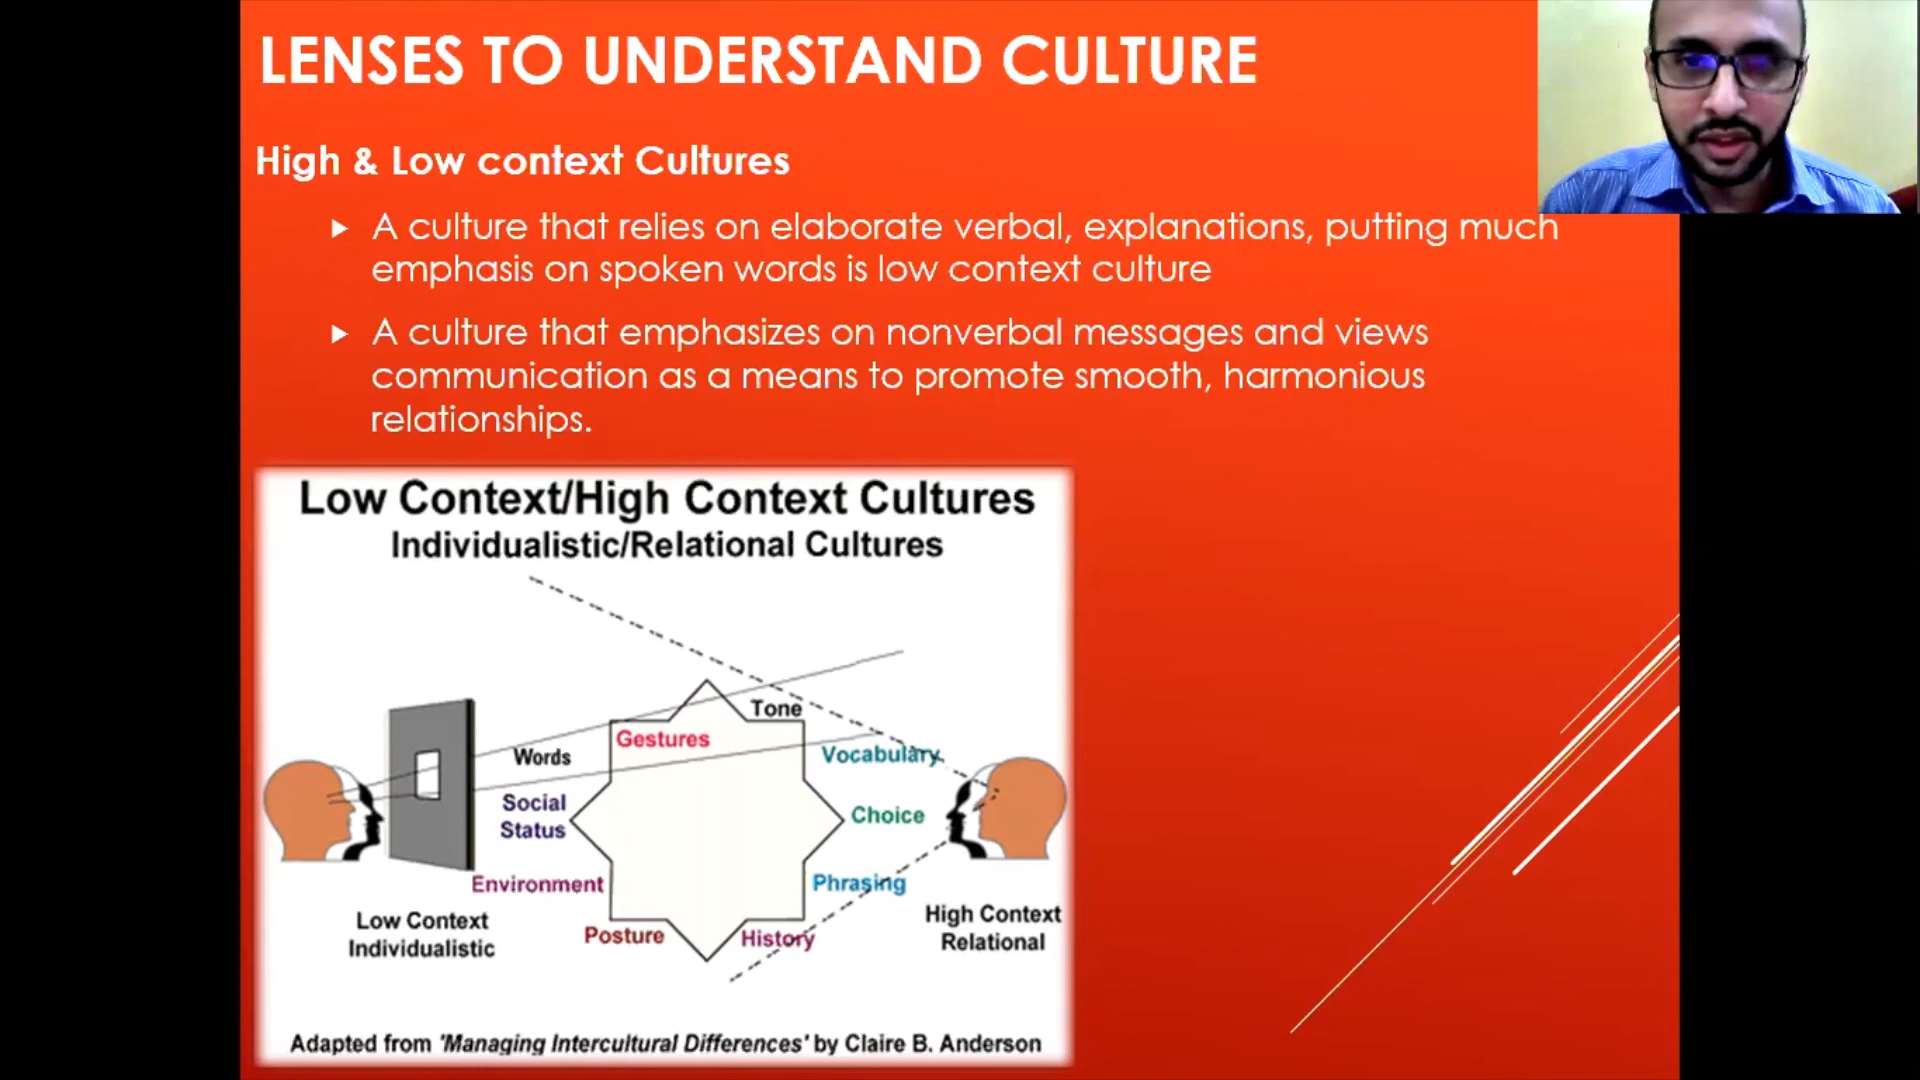 LENSES TO UNDERSTAND CULTURE
High & Low context Cultures
A culture that relies on elaborate verbal, explanations, putting much
emphasis on spoken words is low context culture
A culture that emphasizes on nonverbal messages and views
communication as a means to promote smooth, harmonious
relationships.
Low Context/High Context Cultures
Individualistic/Relational Cultures
Tone
Gestures
Words
Vocabulary
Social
Status
Choice
Environment
Phrasing
Posture
History
Low Context
Individualistic
High Context
Relational
Adapted from 'Managing Intercultural Differences' by Claire B. Anderson